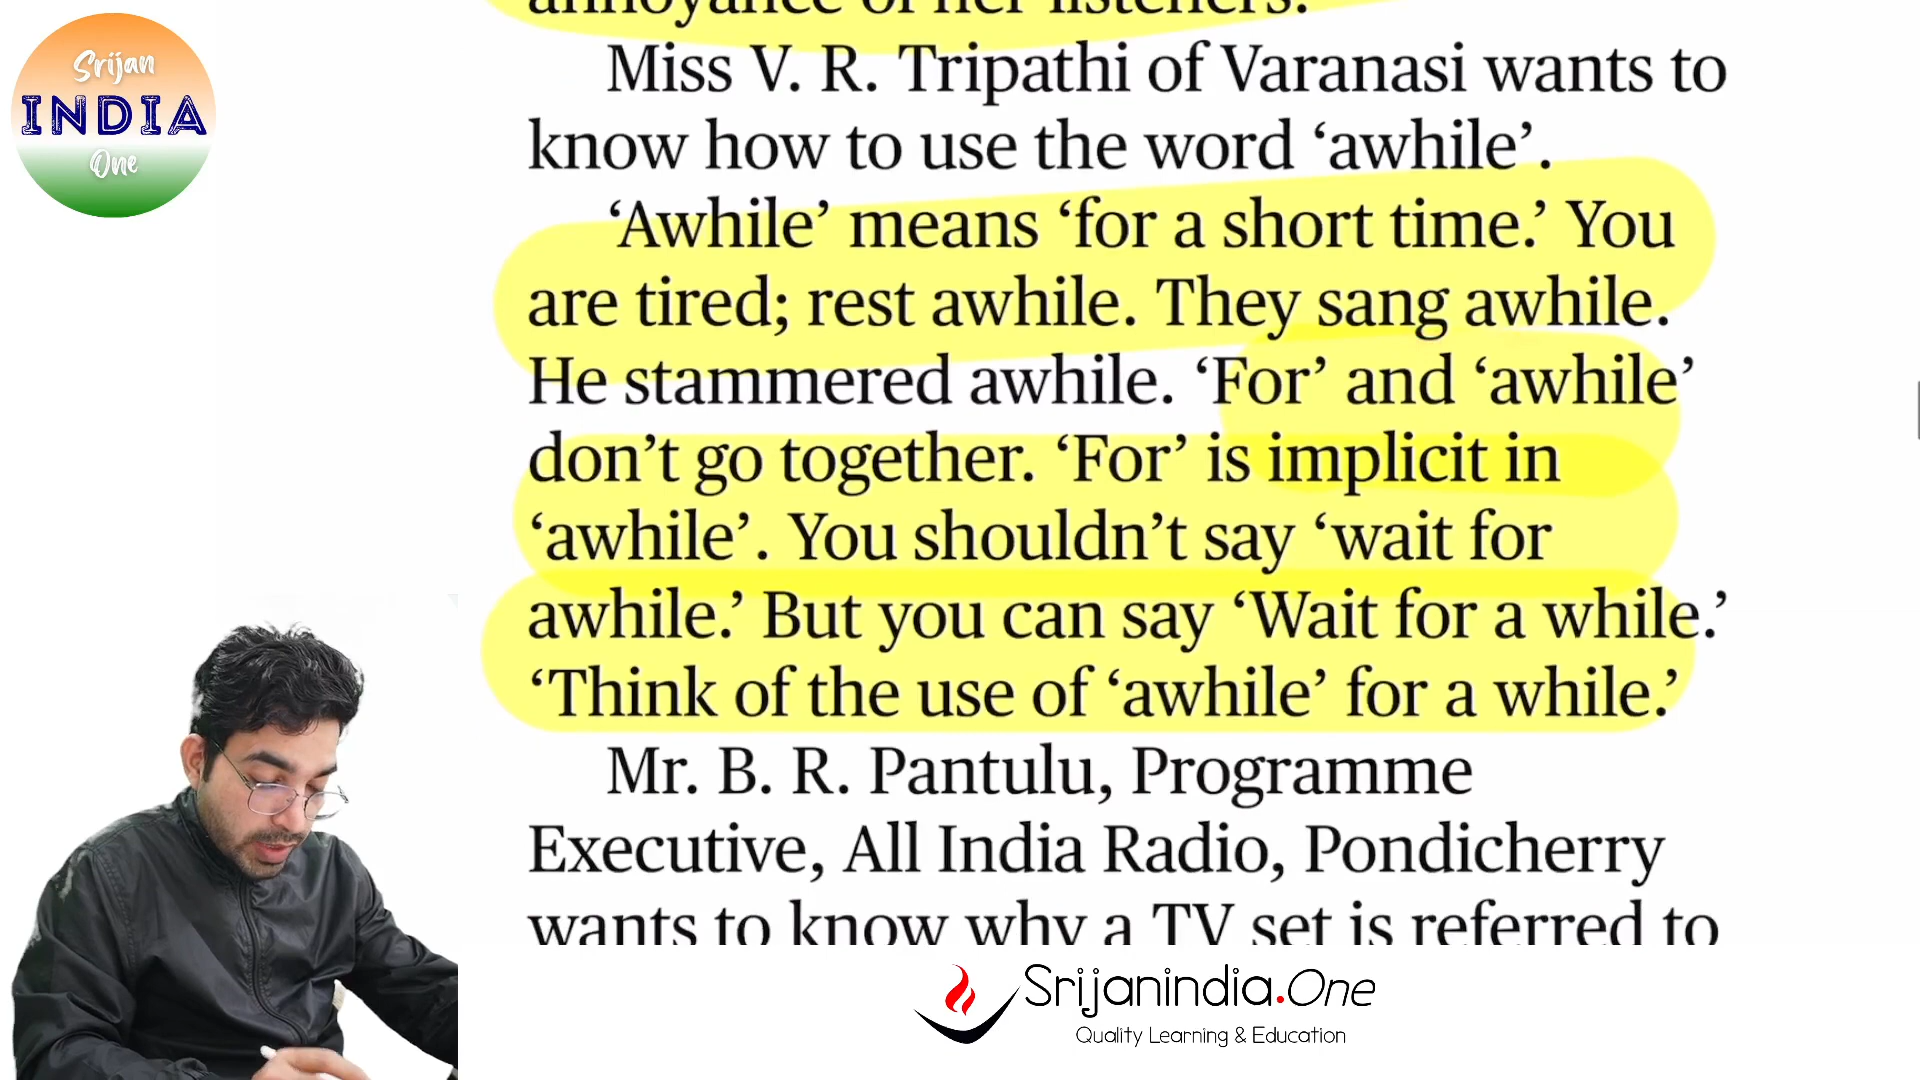 Srijan
INDIA
One
annoyance of her listeners.
Miss V. R. Tripathi of Varanasi wants to
know how to use the word ‘awhile’.
‘Awhile’ means ‘for a short time.’ You
are tired; rest awhile. They sang awhile.
He stammered awhile. ‘For’ and ‘awhile’
don’t go together. ‘For’ is implicit in
‘awhile’. You shouldn’t say ‘wait for
awhile.’ But you can say ‘Wait for a while.’
‘Think of the use of ‘awhile’ for a while.’
Mr. B. R. Pantulu, Programme
Executive, All India Radio, Pondicherry
wants to know why a TV set is referred to
Srijanindia.One
Quality Learning & Education